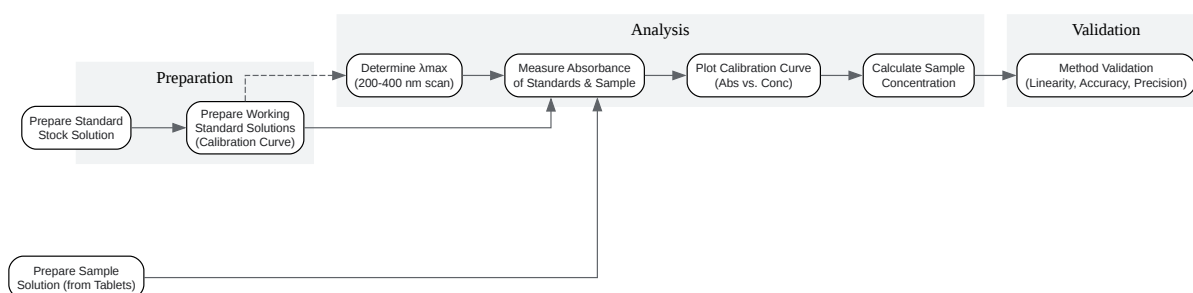 Preparation
Prepare Standard
Stock Solution
Prepare Working
Standard Solutions
(Calibration Curve)
Prepare Sample
Solution (from Tablets)
Analysis
Determine λmax
(200-400 nm scan)
Measure Absorbance
of Standards & Sample
Plot Calibration Curve
(Abs vs. Conc)
Calculate Sample
Concentration
Validation
Method Validation
(Linearity, Accuracy, Precision)